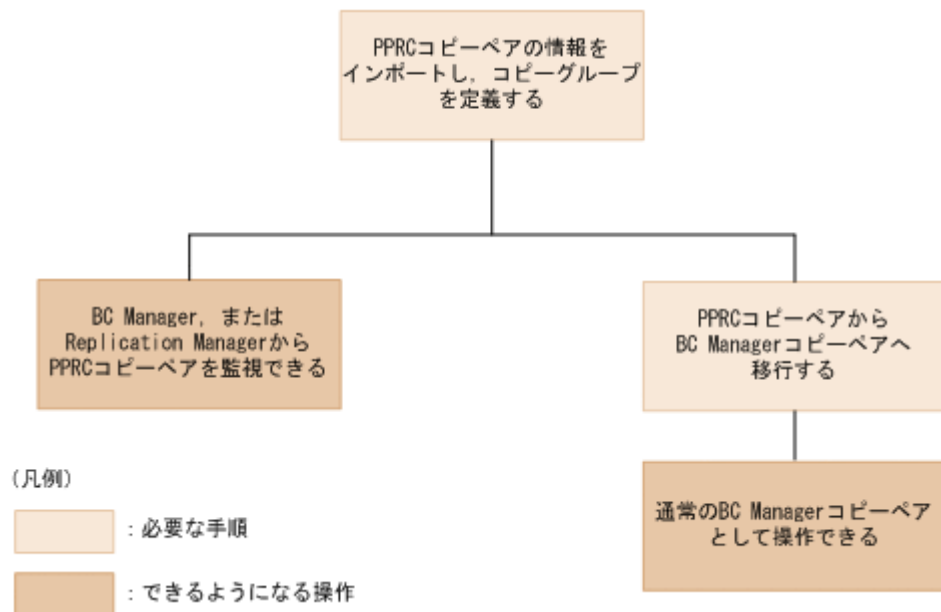 PPRCコピーペアの情報を
インポートし，コピーグループ
を定義する
BC Manager，または
Replication Managerから
PPRCコピーペアを監視できる
PPRCコピーペアから
BC Managerコピーペアへ
移行する
通常のBC Managerコピーペア
として操作できる
(凡例)
：必要な手順
：できるようになる操作